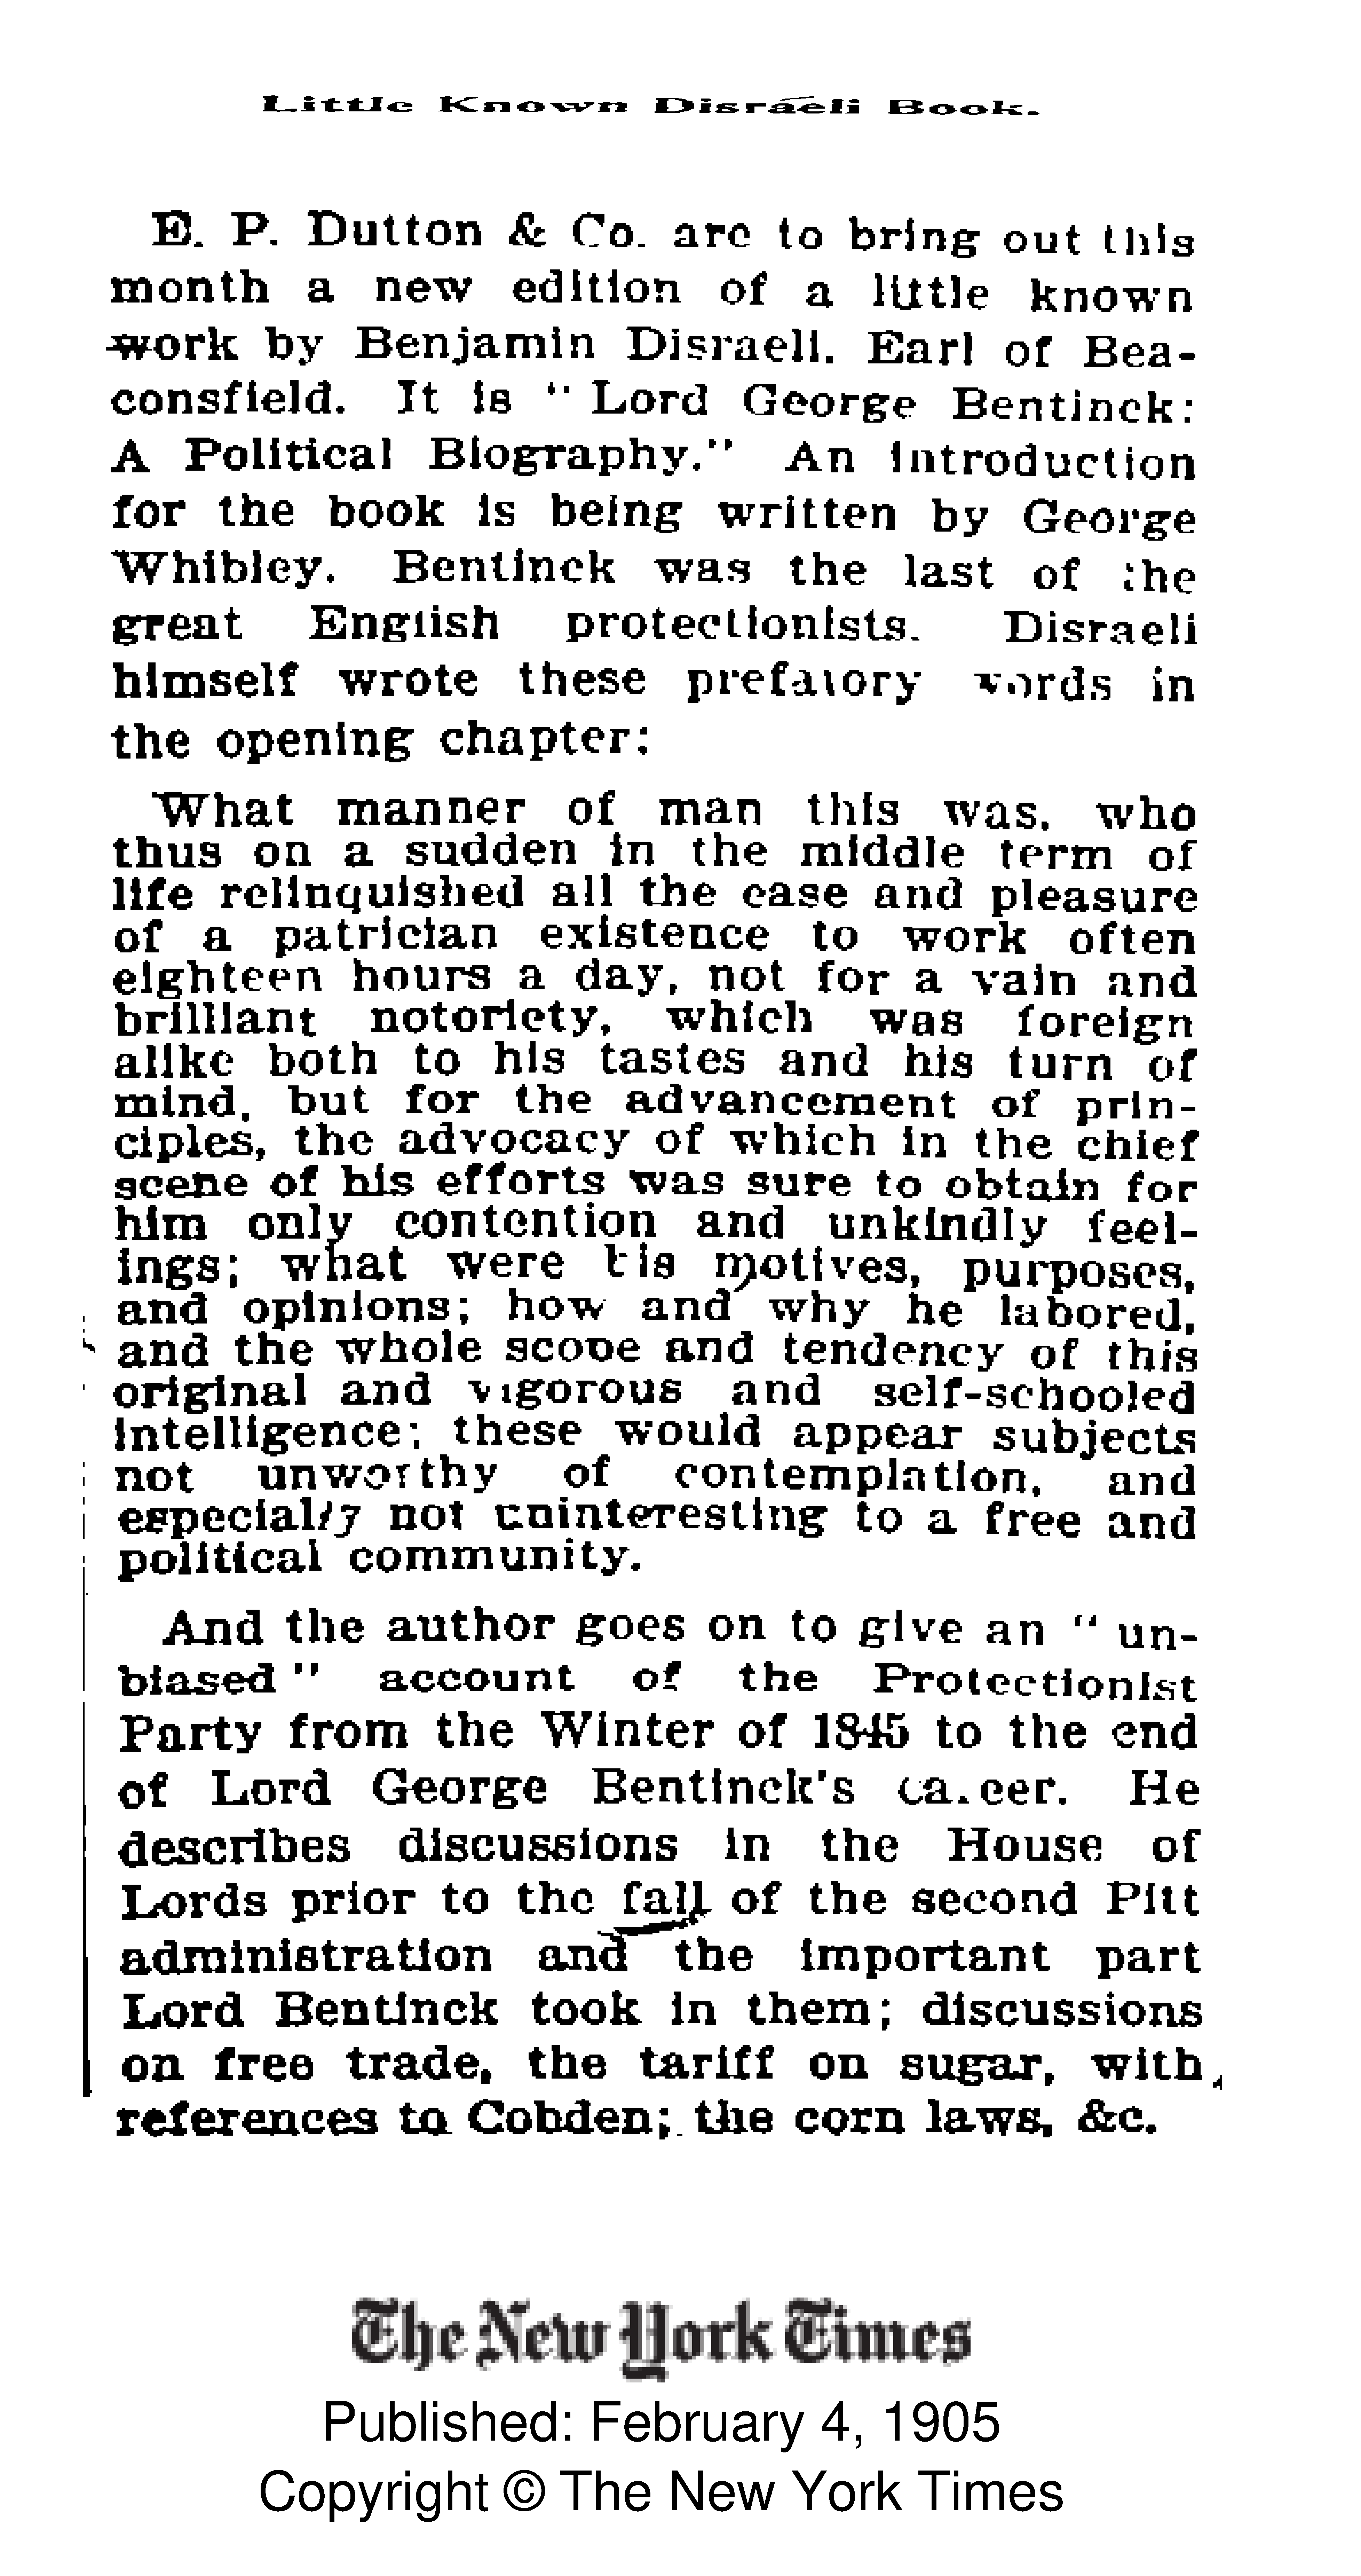 Little Known Disraeli Book.
E. P. Dutton & Co. are to bring out this
month a new edition of a little known
work by Benjamin Disraeli, Earl of Bea-
consfield. It is "Lord George Bentinck:
A Political Biography." An introduction
for the book is being written by George
Whibley. Bentinck was the last of the
great English protectionists. Disraeli
himself wrote these prefatory words in
the opening chapter:
What manner of man this was, who
thus on a sudden in the middle term of
life relinquished all the ease and pleasure
of a patrician existence to work often
eighteen hours a day, not for a vain and
brilliant notoriety, which was foreign
alike both to his tastes and his turn of
mind, but for the advancement of prin-
ciples, the advocacy of which in the chief
scene of his efforts was sure to obtain for
him only contention and unkindly feel-
ings; what were his motives, purposes,
and opinions; how and why he labored,
and the whole scope and tendency of this
original and vigorous and self-schooled
intelligence; these would appear subjects
not unworthy of contemplation, and
especially not uninteresting to a free and
political community.
And the author goes on to give an "un-
biased" account of the Protectionist
Party from the Winter of 1845 to the end
of Lord George Bentinck's career. He
describes discussions in the House of
Lords prior to the fall of the second Pitt
administration and the important part
Lord Bentinck took in them; discussions
on free trade, the tariff on sugar, with
references to Cobden; the corn laws, &c.
The New York Times
Published: February 4, 1905
Copyright © The New York Times